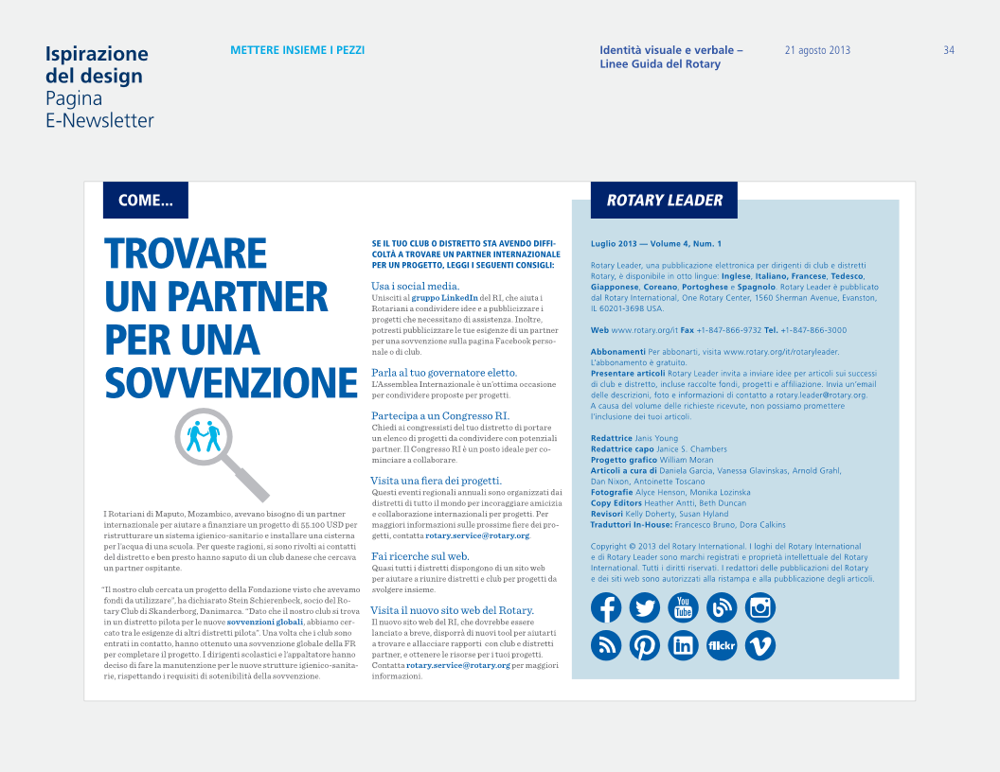 Ispirazione
del design
Pagina
E-Newsletter
METTERE INSIEME I PEZZI
Identità visuale e verbale –
Linee Guida del Rotary
21 agosto 2013
34
COME...
TROVARE
UN PARTNER
PER UNA
SOVVENZIONE
I Rotariani di Maputo, Mozambico, avevano bisogno di un partner
internazionale per aiutare a finanziare un progetto di 55.100 USD per
ristrutturare un sistema igienico-sanitario e installare una cisterna
per l'acqua di una scuola. Per queste ragioni, si sono rivolti ai contatti
del distretto e ben presto hanno saputo di un club danese che cercava
un partner ospitante.
"Il nostro club cercata un progetto della Fondazione visto che avevamo
fondi da utilizzare", ha dichiarato Stein Schierenbeck, socio del Ro-
tary Club di Skanderborg, Danimarca. "Dato che il nostro club si trova
in un distretto pilota per le nuove sovvenzioni globali, abbiamo cer-
cato tra le esigenze di altri distretti pilota". Una volta che i club sono
entrati in contatto, hanno ottenuto una sovvenzione globale della FR
per completare il progetto. I dirigenti scolastici e l'appaltatore hanno
deciso di fare la manutenzione per le nuove strutture igienico-sanita-
rie, rispettando i requisiti di sotenibilità della sovvenzione.
SE IL TUO CLUB O DISTRETTO STA AVENDO DIFFI-
COLTÀ A TROVARE UN PARTNER INTERNAZIONALE
PER UN PROGETTO, LEGGI I SEGUENTI CONSIGLI:
Usa i social media.
Unisciti al gruppo LinkedIn del RI, che aiuta i
Rotariani a condividere idee e a pubblicizzare i
progetti che necessitano di assistenza. Inoltre,
potresti pubblicizzare le tue esigenze di un partner
per una sovvenzione sulla pagina Facebook perso-
nale o di club.
Parla al tuo governatore eletto.
L'Assemblea Internazionale è un'ottima occasione
per condividere proposte per progetti.
Partecipa a un Congresso RI.
Chiedi ai congressisti del tuo distretto di portare
un elenco di progetti da condividere con potenziali
partner. Il Congresso RI è un posto ideale per co-
minciare a collaborare.
Visita una fiera dei progetti.
Questi eventi regionali annuali sono organizzati dai
distretti di tutto il mondo per incoraggiare amicizia
e collaborazione internazionali per progetti. Per
maggiori informazioni sulle prossime fiere dei pro-
getti, contatta rotary.service@rotary.org.
Fai ricerche sul web.
Quasi tutti i distretti dispongono di un sito web
per aiutare a riunire distretti e club per progetti da
svolgere insieme.
Visita il nuovo sito web del Rotary.
Il nuovo sito web del RI, che dovrebbe essere
lanciato a breve, disporrà di nuovi tool per aiutarti
a trovare e allacciare rapporti con club e distretti
partner, e ottenere le risorse per i tuoi progetti.
Contatta rotary.service@rotary.org per maggiori
informazioni.
ROTARY LEADER
Luglio 2013 — Volume 4, Num. 1
Rotary Leader, una pubblicazione elettronica per dirigenti di club e distretti
Rotary, è disponibile in otto lingue: Inglese, Italiano, Francese, Tedesco,
Giapponese, Coreano, Portoghese e Spagnolo. Rotary Leader è pubblicato
dal Rotary International, One Rotary Center, 1560 Sherman Avenue, Evanston,
IL 60201-3698 USA.
Web www.rotary.org/it Fax +1-847-866-9732 Tel. +1-847-866-3000
Abbonamenti Per abbonarti, visita www.rotary.org/it/rotaryleader.
L'abbonamento è gratuito.
Presentare articoli Rotary Leader invita a inviare idee per articoli sui successi
di club e distretto, incluse raccolte fondi, progetti e affiliazione. Invia un'email
delle descrizioni, foto e informazioni di contatto a rotary.leader@rotary.org.
A causa del volume delle richieste ricevute, non possiamo promettere
l'inclusione dei tuoi articoli.
Redattrice Janis Young
Redattrice capo Janice S. Chambers
Progetto grafico William Moran
Articoli a cura di Daniela Garcia, Vanessa Glavinskas, Arnold Grahl,
Dan Nixon, Antoinette Toscano
Fotografie Alyce Henson, Monika Lozinska
Copy Editors Heather Antti, Beth Duncan
Revisori Kelly Doherty, Susan Hyland
Traduttori In-House: Francesco Bruno, Dora Calkins
Copyright © 2013 del Rotary International. I loghi del Rotary International
e di Rotary Leader sono marchi registrati e proprietà intellettuale del Rotary
International. Tutti i diritti riservati. I redattori delle pubblicazioni del Rotary
e dei siti web sono autorizzati alla ristampa e alla pubblicazione degli articoli.
You
Tube
in
flickr